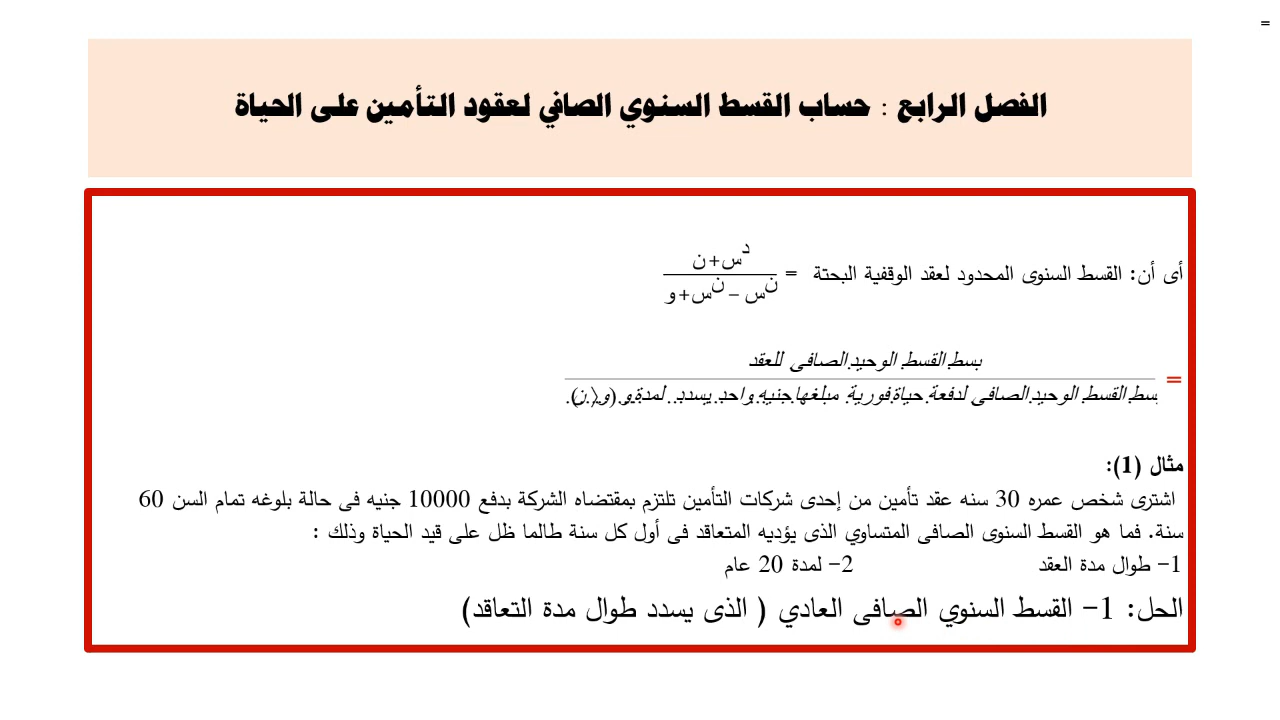 =
الفصل الرابع : حساب القسط السنوي الصافي لعقود التأمين على الحياة
أى أن: القسط السنوى المحدود لعقد الوقفية البحتة = دس+ن / (نس – نس+و)
= بسط القسط الوحيد الصافى للعقد
بسط القسط الوحيد الصافى لدفعة حياة فورية مبلغها جنيه واحد يسدد لمدة و (و⟨ن).
مثال (1):
اشترى شخص عمره 30 سنه عقد تأمين من إحدى شركات التأمين تلتزم بمقتضاه الشركة بدفع 10000 جنيه فى حالة بلوغه تمام السن 60
سنة. فما هو القسط السنوى الصافى المتساوي الذى يؤديه المتعاقد فى أول كل سنة طالما ظل على قيد الحياة وذلك :
1- طوال مدة العقد 2- لمدة 20 عام
الحل: 1- القسط السنوي الصافى العادي ( الذى يسدد طوال مدة التعاقد)